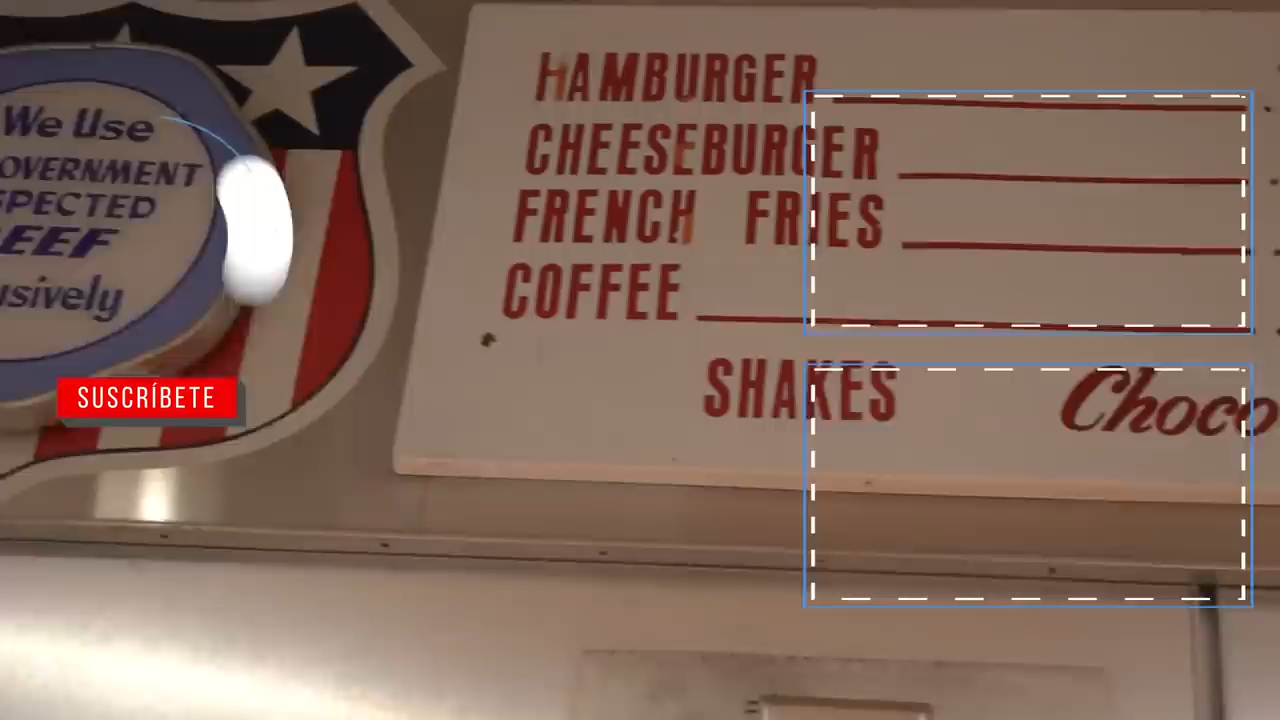 We Use
OVERNMENT
SPECTED
EEF
usively
SUSCRÍBETE
HAMBURGER
CHEESEBURGER
FRENCH FRIES
COFFEE
SHAKES Choco